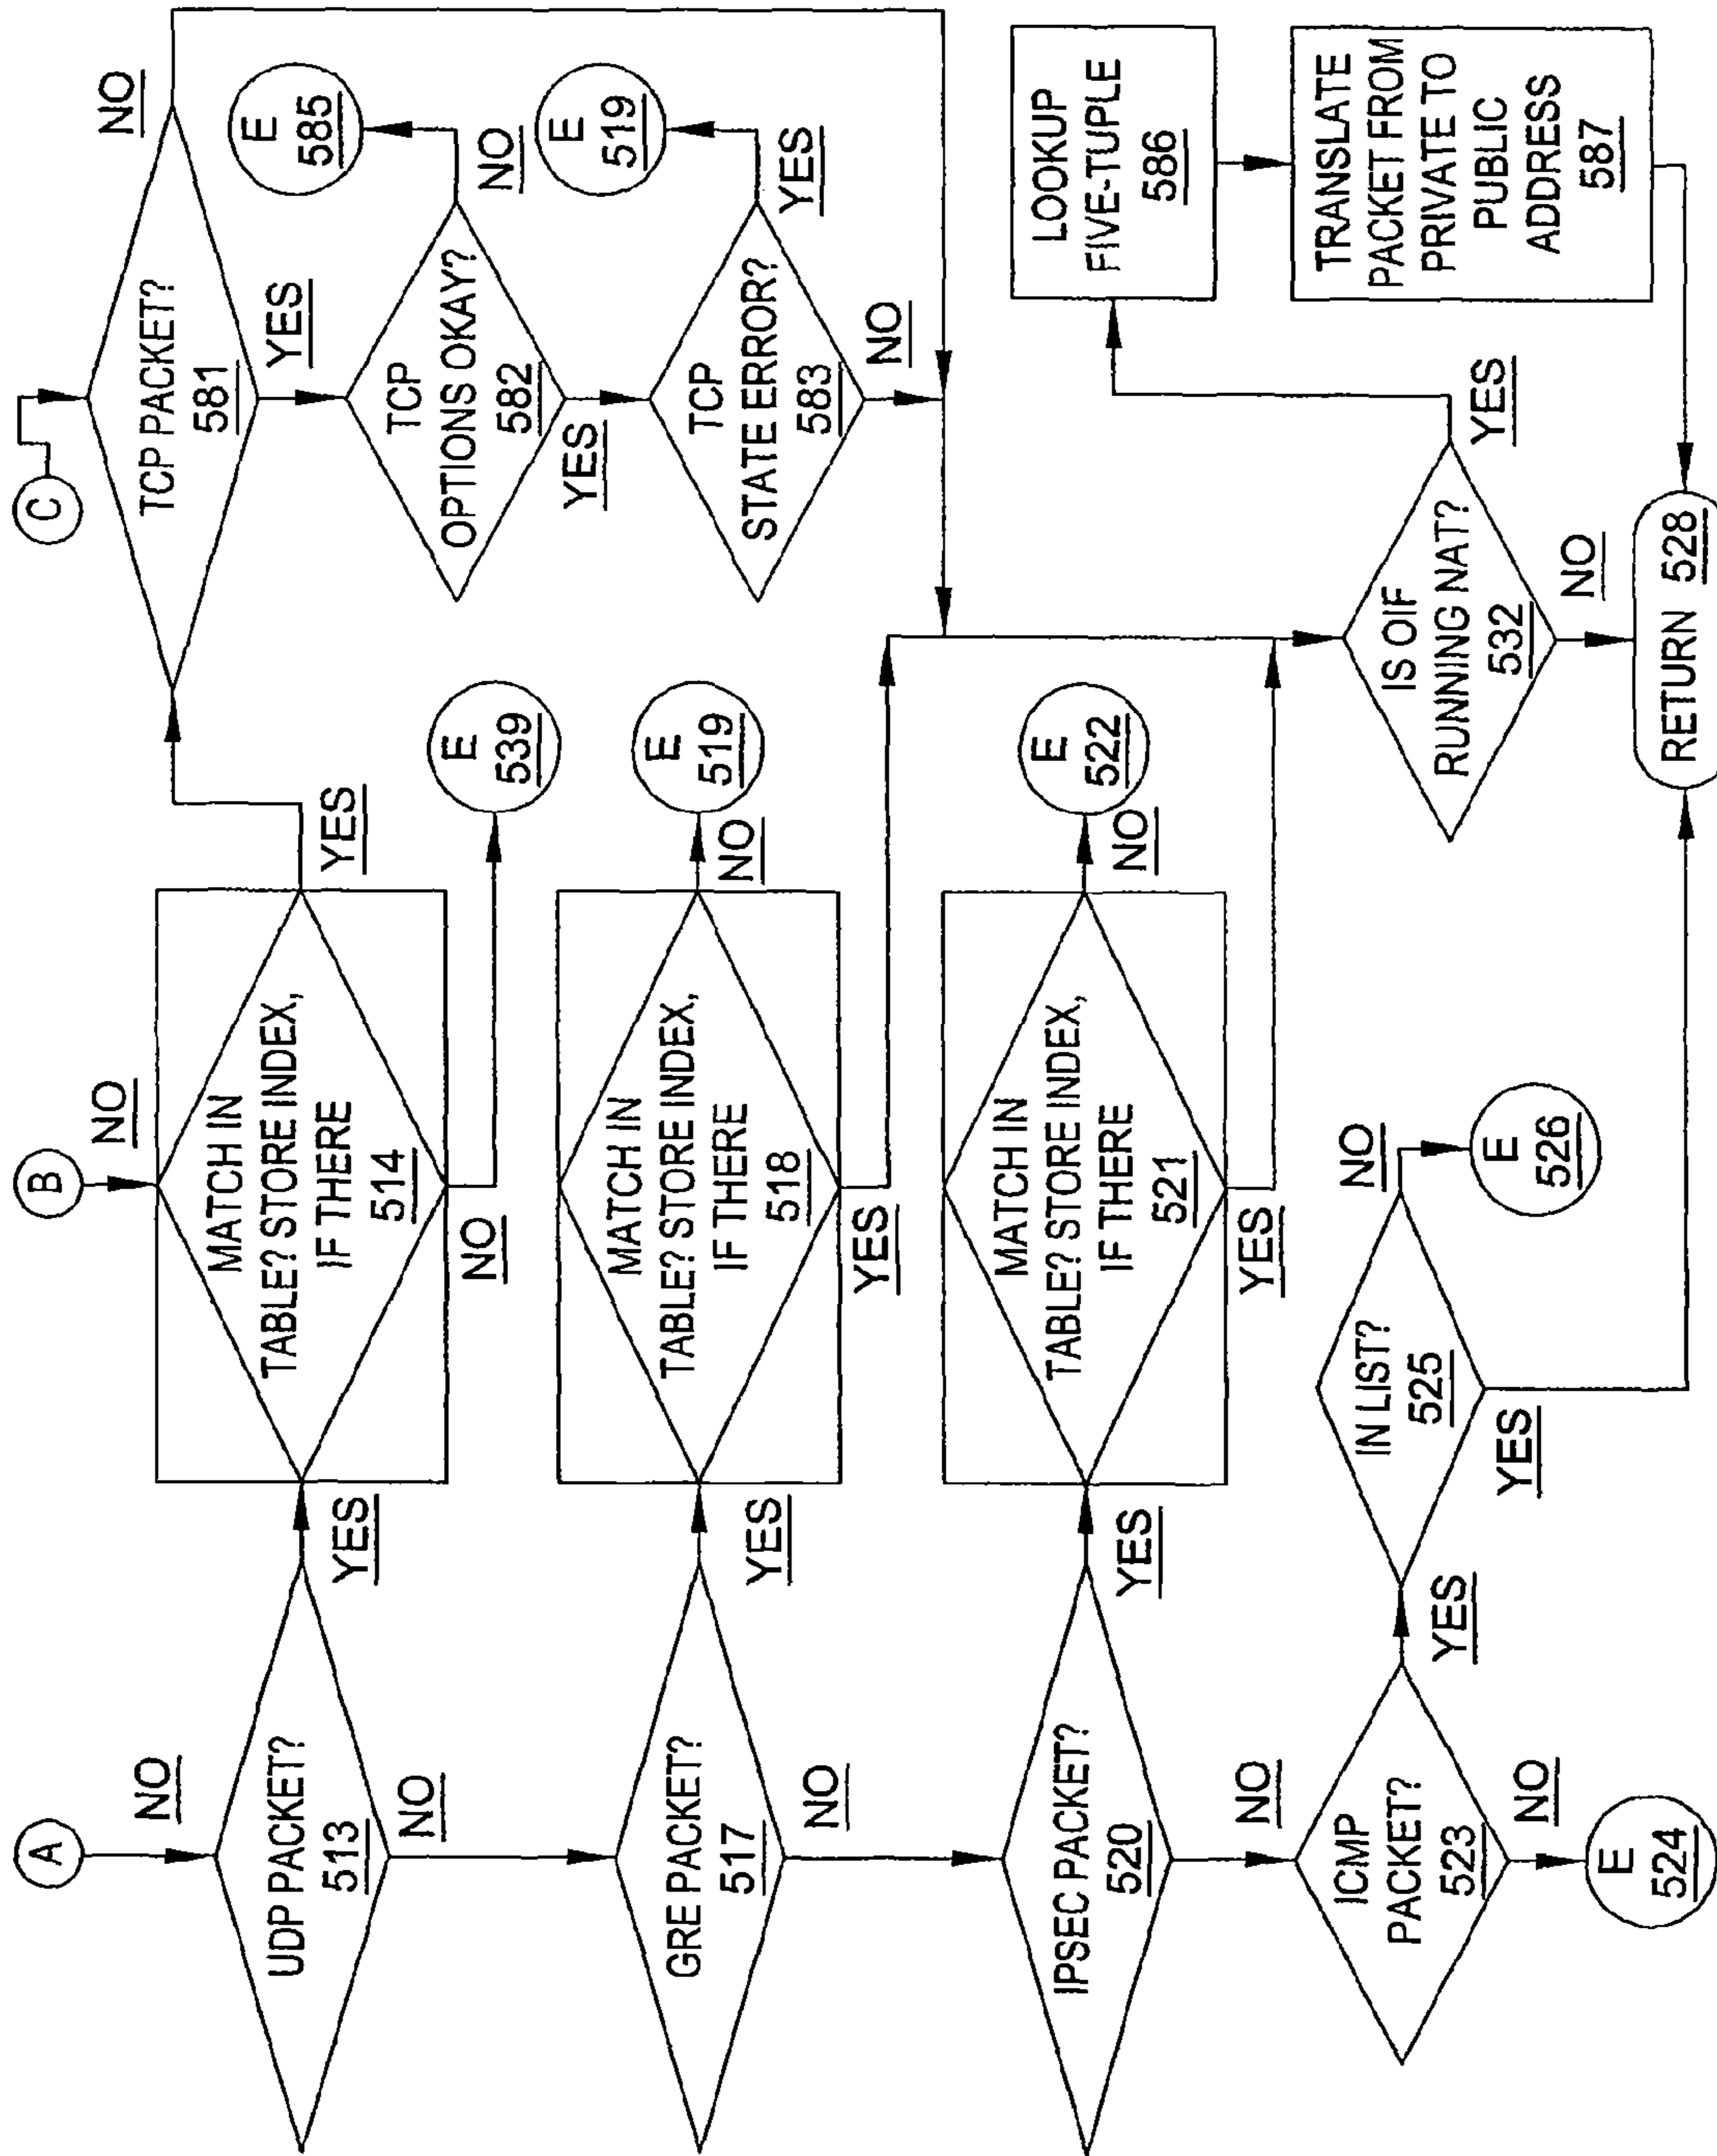 A
NO
UDP PACKET?
513
YES
NO
B
NO
MATCH IN
TABLE? STORE INDEX,
IF THERE
514
YES
NO
E
539
C
TCP PACKET?
581
NO
YES
TCP
OPTIONS OKAY?
582
NO
E
585
YES
TCP
STATE ERROR?
583
YES
E
519
NO
GRE PACKET?
517
YES
NO
MATCH IN
TABLE? STORE INDEX,
IF THERE
518
NO
E
519
YES
IPSEC PACKET?
520
YES
NO
MATCH IN
TABLE? STORE INDEX,
IF THERE
521
NO
E
522
YES
ICMP
PACKET?
523
YES
NO
E
524
IN LIST?
525
NO
E
526
YES
IS OIF
RUNNING NAT?
532
YES
NO
LOOKUP
FIVE-TUPLE
586
TRANSLATE
PACKET FROM
PRIVATE TO
PUBLIC
ADDRESS
587
RETURN 528